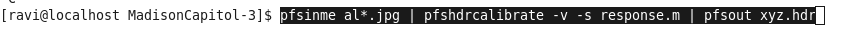 [ravi@localhost MadisonCapitol-3]$ pfsinme al*.jpg | pfshdrcalibrate -v -s response.m | pfsout xyz.hdr